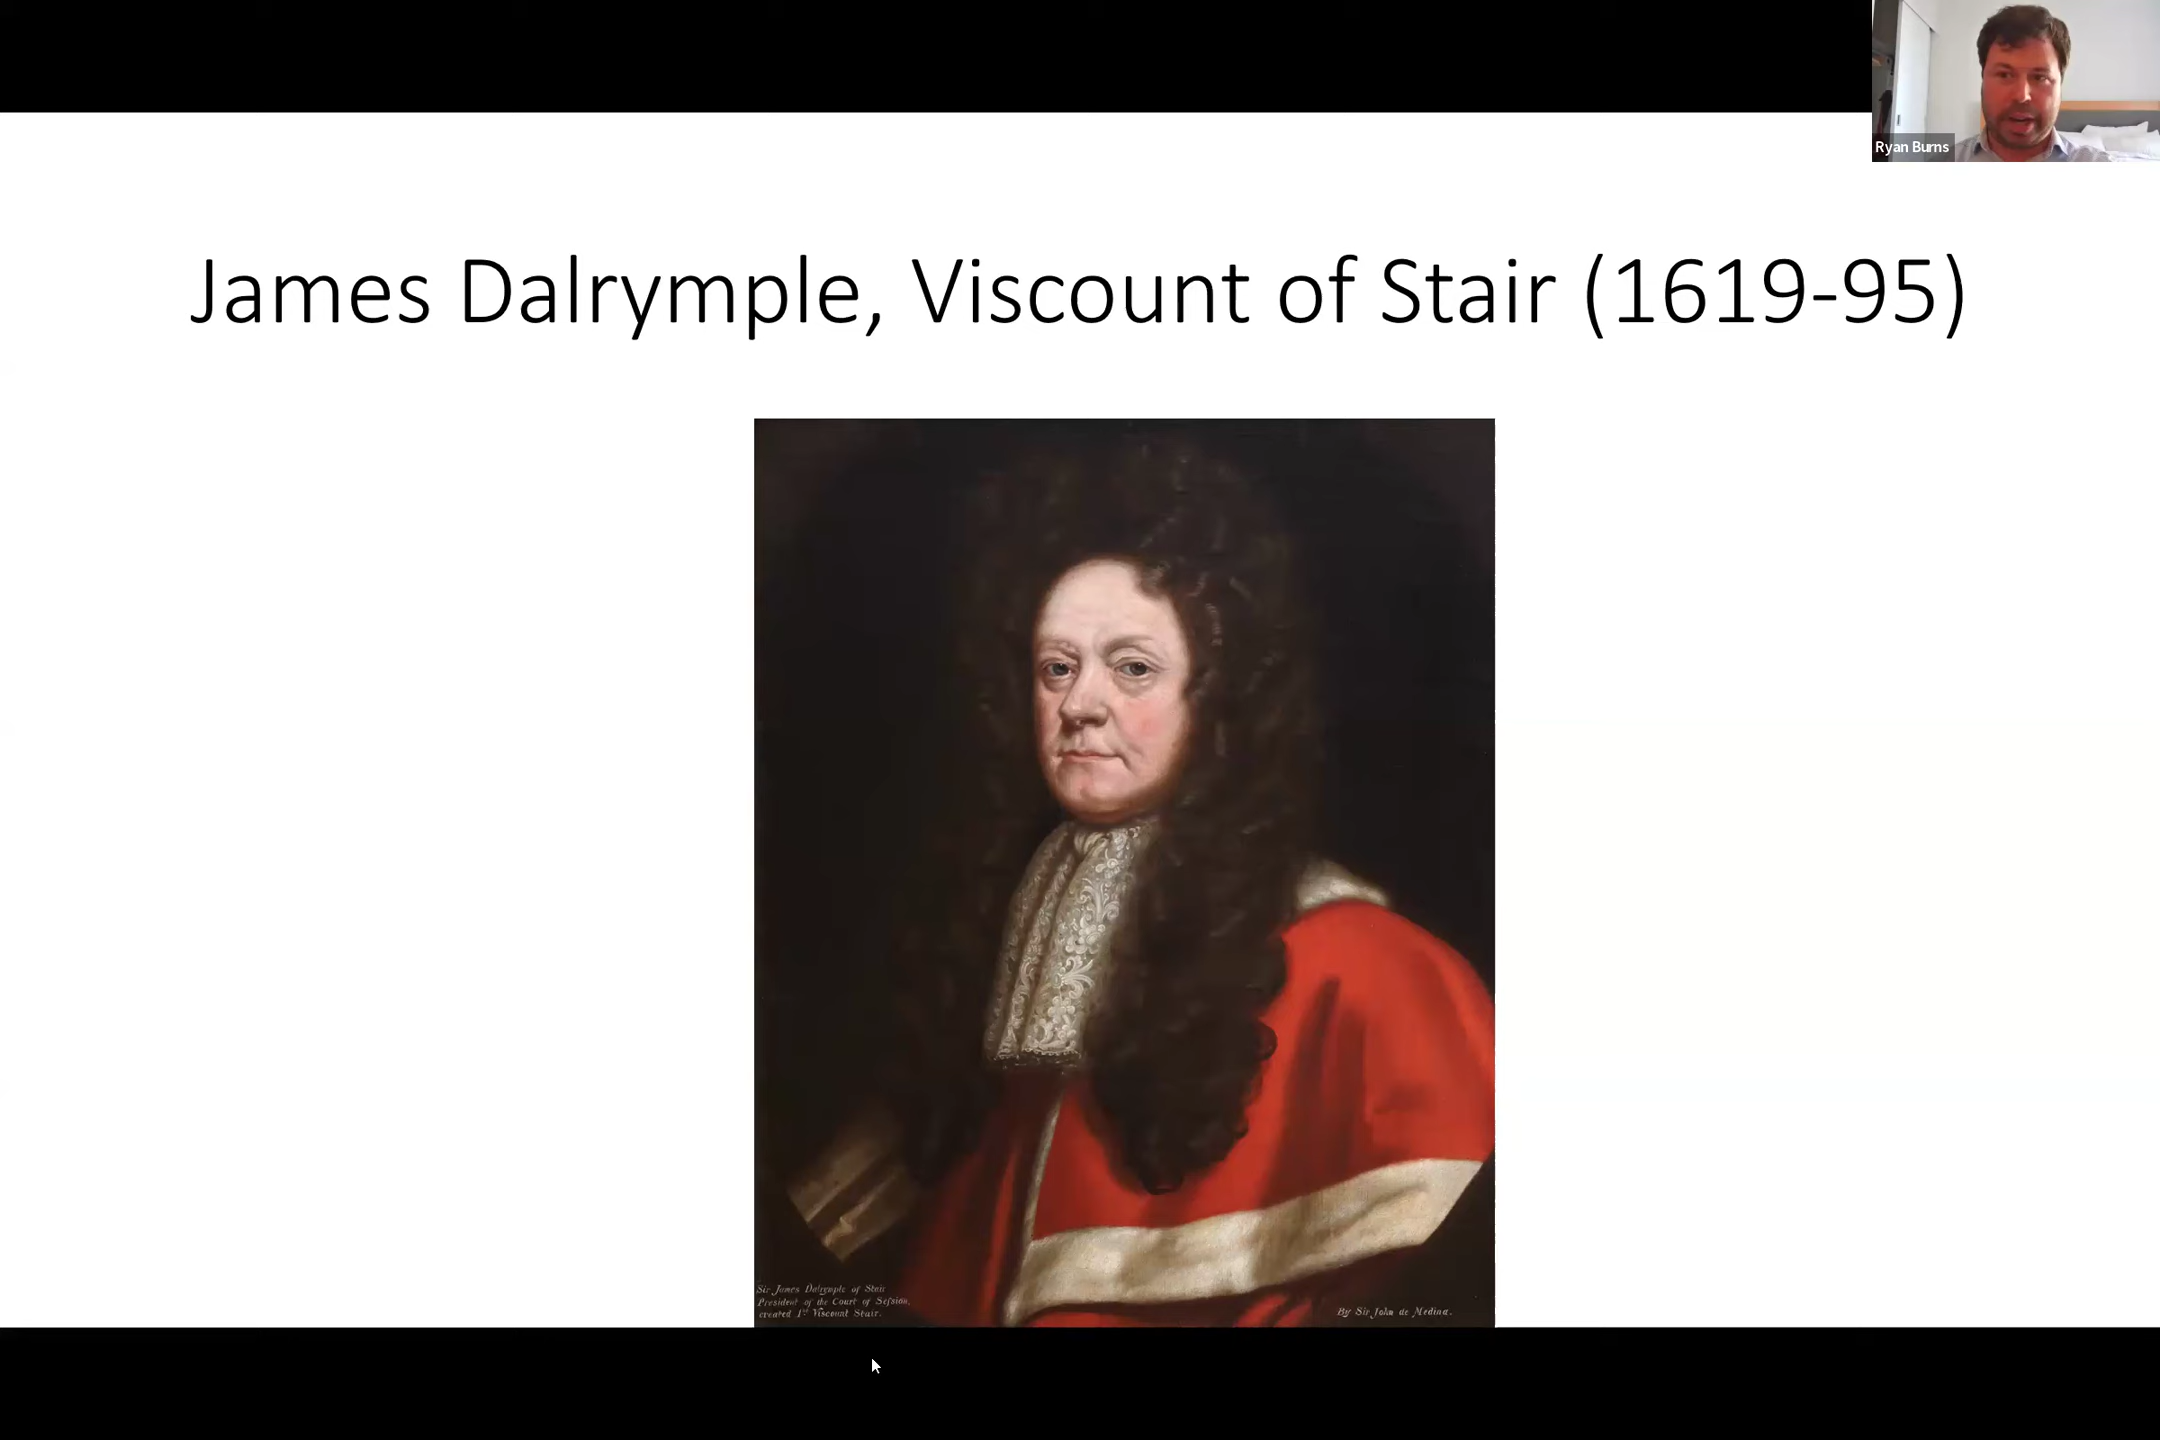 Ryan Burns
James Dalrymple, Viscount of Stair (1619-95)
Sir James Dalrymple of Stair
President of the Court of Seſsion,
created 1st Viscount Stair.
By Sir John de Medina.